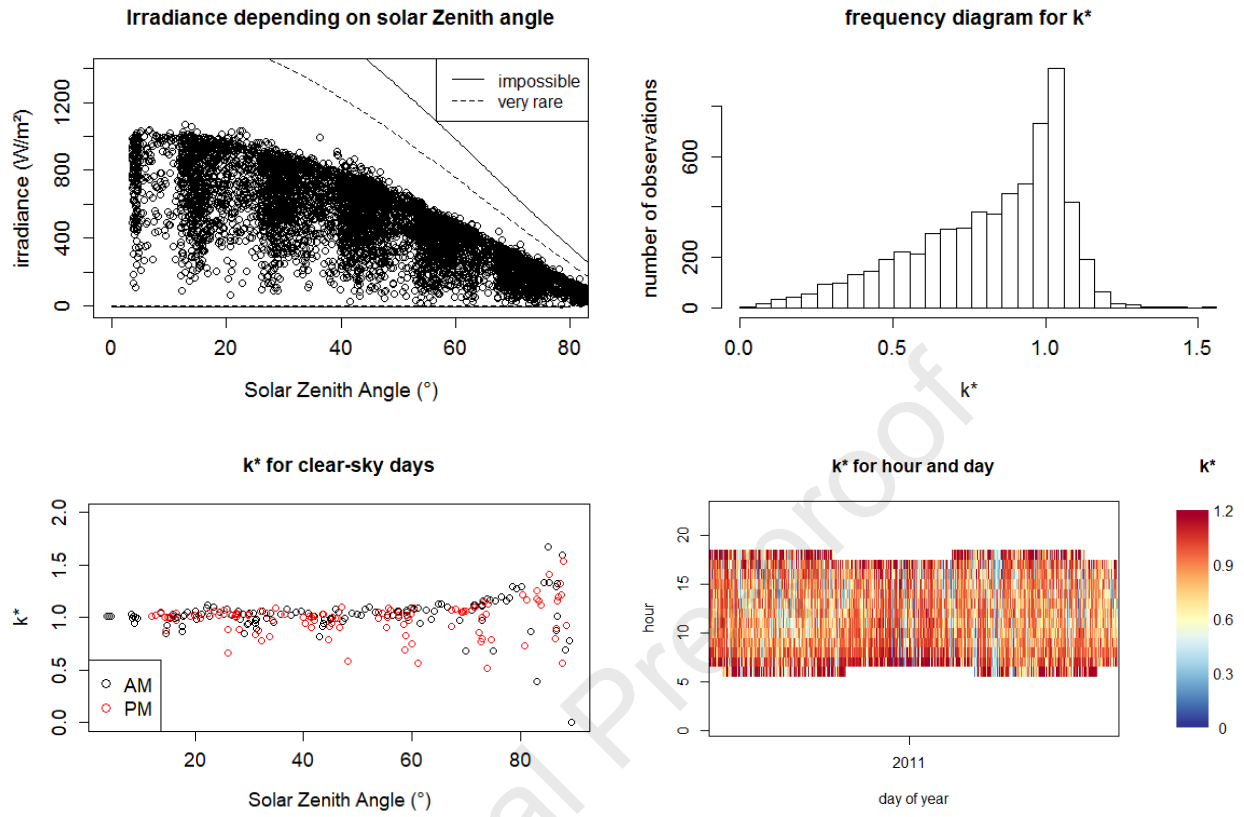 Irradiance depending on solar Zenith angle
irradiance (W/m²)
0 400 800 1200
impossible
very rare
0 20 40 60 80
Solar Zenith Angle (°)
frequency diagram for k*
number of observations
0 200 600
0.0 0.5 1.0 1.5
k*
k* for clear-sky days
k*
0.0 0.5 1.0 1.5 2.0
AM
PM
20 40 60 80
Solar Zenith Angle (°)
k* for hour and day
hour
0 5 10 15 20
2011
day of year
k*
1.2
0.9
0.6
0.3
0
al Pre-proof